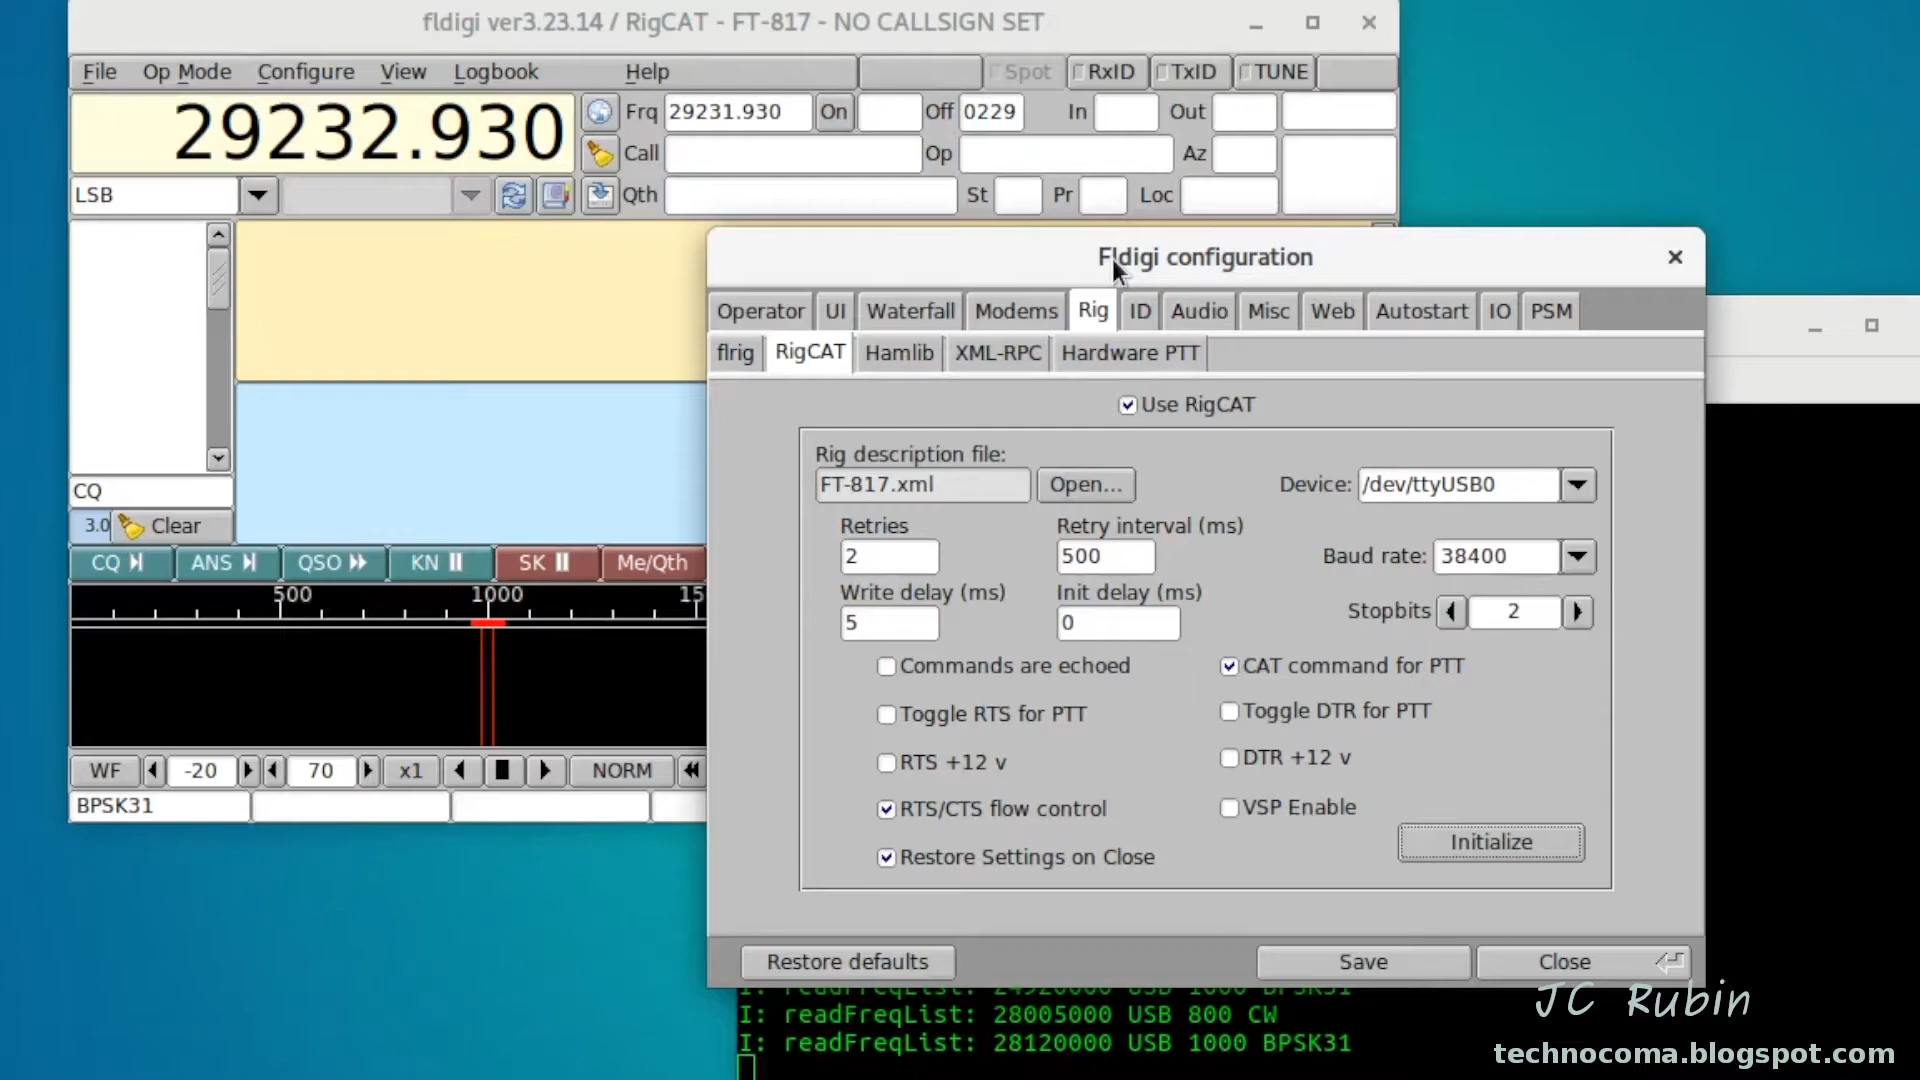 fldigi ver3.23.14 / RigCAT - FT-817 - NO CALLSIGN SET
File Op Mode Configure View Logbook Help Spot RxID TxID TUNE
29232.930 Frq 29231.930 On Off 0229 In Out
Call Op Az
LSB Qth St Pr Loc
Fldigi configuration
Operator UI Waterfall Modems Rig ID Audio Misc Web Autostart IO PSM
flrig RigCAT Hamlib XML-RPC Hardware PTT
Use RigCAT
Rig description file:
FT-817.xml Open... Device: /dev/ttyUSB0
Retries Retry interval (ms)
2 500 Baud rate: 38400
Write delay (ms) Init delay (ms)
5 0 Stopbits 2
Commands are echoed CAT command for PTT
Toggle RTS for PTT Toggle DTR for PTT
RTS +12 v DTR +12 v
RTS/CTS flow control VSP Enable
Initialize
Restore Settings on Close
Restore defaults Save Close
CQ
3.0 Clear
CQ ANS QSO KN SK Me/Qth
500 1000
WF -20 70 x1 NORM
BPSK31
I: readFreqList: 24920000 USB 1000 BPSK31
I: readFreqList: 28005000 USB 800 CW
I: readFreqList: 28120000 USB 1000 BPSK31
JC Rubin
technocoma.blogspot.com